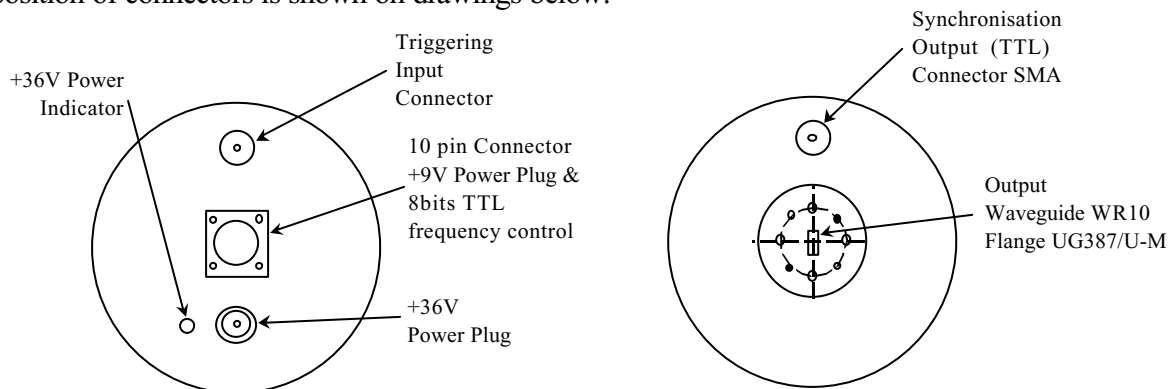 position of connectors is shown on drawings below:
+36V Power
Indicator
Triggering
Input
Connector
10 pin Connector
+9V Power Plug &
8bits TTL
frequency control
+36V
Power Plug
Synchronisation
Output (TTL)
Connector SMA
Output
Waveguide WR10
Flange UG387/U-M